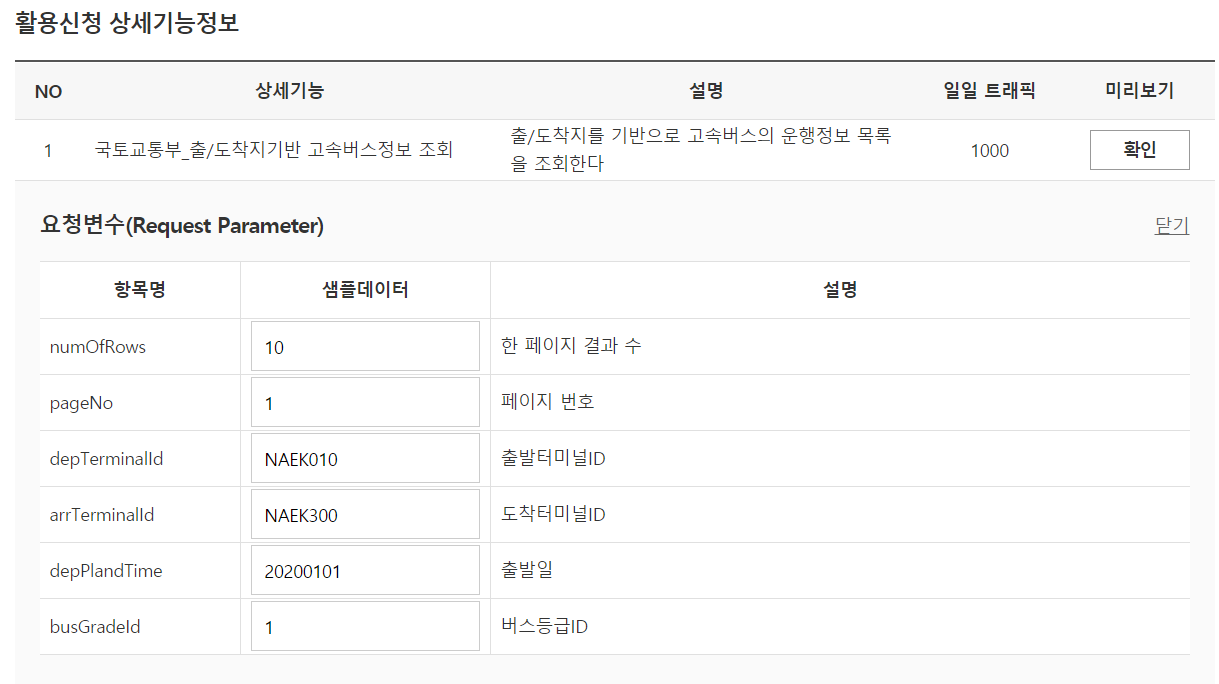 활용신청 상세기능정보
NO 상세기능 설명 일일 트래픽 미리보기
1 국토교통부_출/도착지기반 고속버스정보 조회 출/도착지를 기반으로 고속버스의 운행정보 목록
을 조회한다 1000 확인
요청변수(Request Parameter) 닫기
항목명 샘플데이터 설명
numOfRows 10 한 페이지 결과 수
pageNo 1 페이지 번호
depTerminalId NAEK010 출발터미널ID
arrTerminalId NAEK300 도착터미널ID
depPlandTime 20200101 출발일
busGradeId 1 버스등급ID